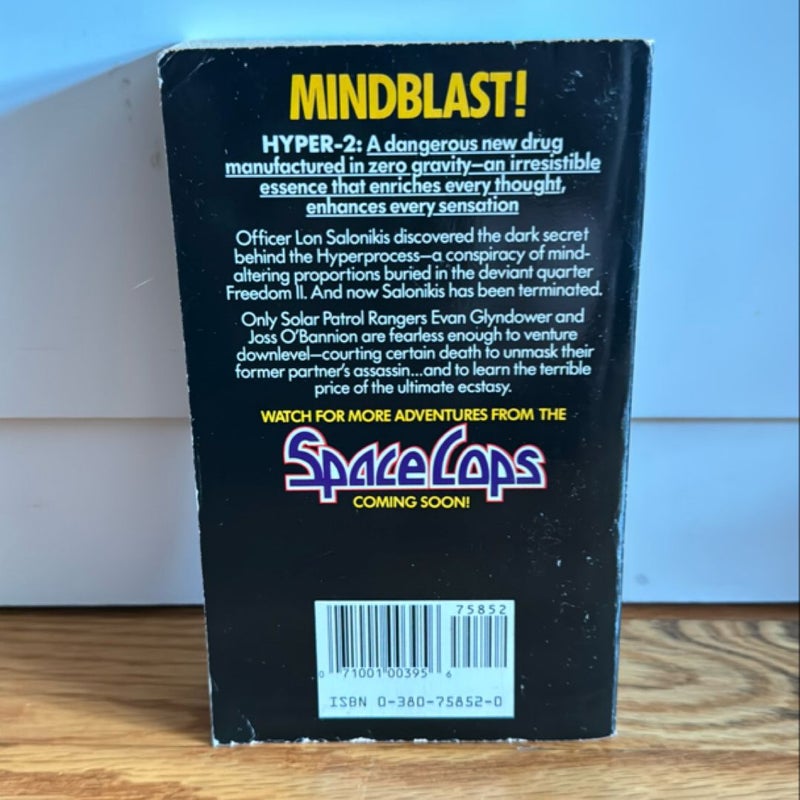 MINDBLAST!
HYPER-2: A dangerous new drug
manufactured in zero gravity—an irresistible
essence that enriches every thought,
enhances every sensation
Officer Lon Salonikis discovered the dark secret
behind the Hyperprocess—a conspiracy of mind-
altering proportions buried in the deviant quarter
Freedom II. And now Salonikis has been terminated.
Only Solar Patrol Rangers Evan Glyndower and
Joss O'Bannion are fearless enough to venture
downlevel—courting certain death to unmask their
former partner's assassin...and to learn the terrible
price of the ultimate ecstasy.
WATCH FOR MORE ADVENTURES FROM THE
Space Cops
COMING SOON!
75852
0 71001 00395 6
ISBN 0-380-75852-0